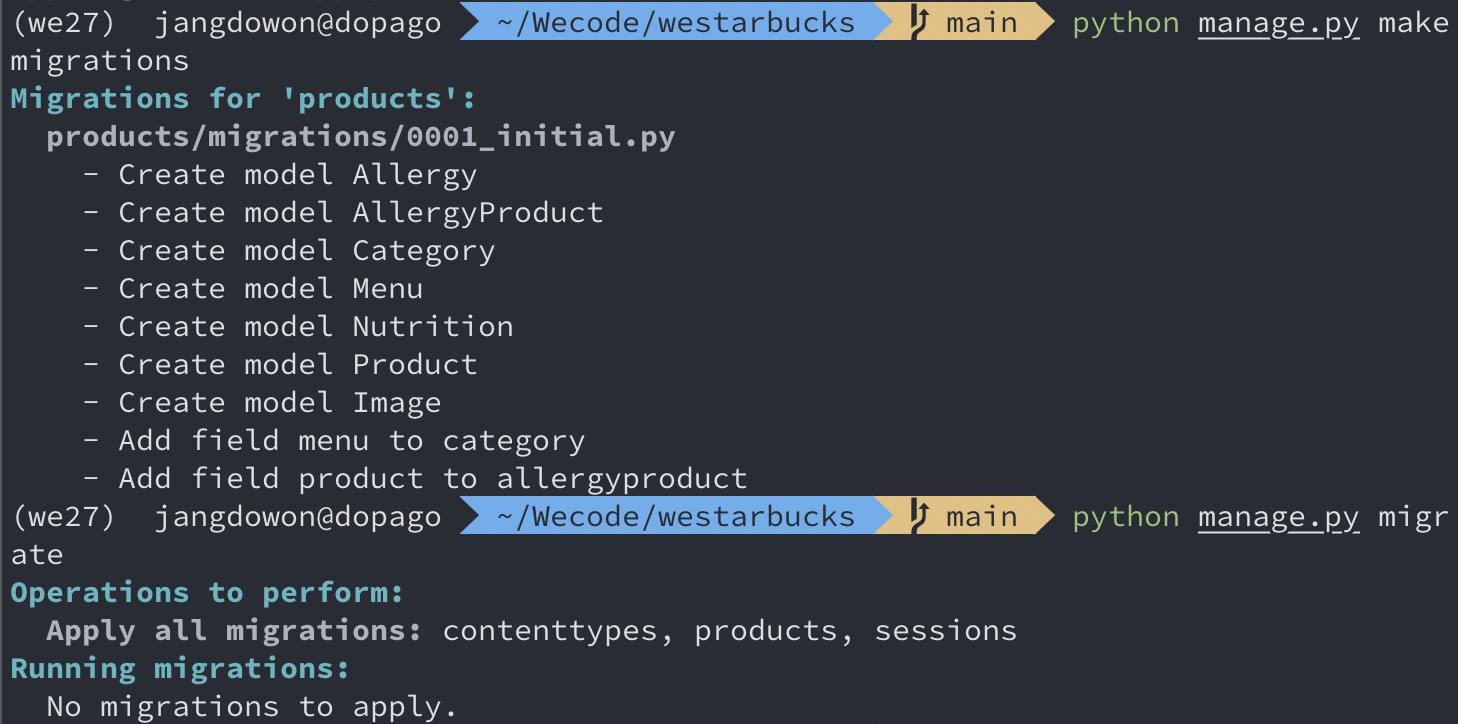 (we27)  jangdowon@dopago  ~/Wecode/westarbucks  main  python manage.py make
migrations
Migrations for 'products':
  products/migrations/0001_initial.py
    - Create model Allergy
    - Create model AllergyProduct
    - Create model Category
    - Create model Menu
    - Create model Nutrition
    - Create model Product
    - Create model Image
    - Add field menu to category
    - Add field product to allergyproduct
(we27)  jangdowon@dopago  ~/Wecode/westarbucks  main  python manage.py migr
ate
Operations to perform:
  Apply all migrations: contenttypes, products, sessions
Running migrations:
  No migrations to apply.